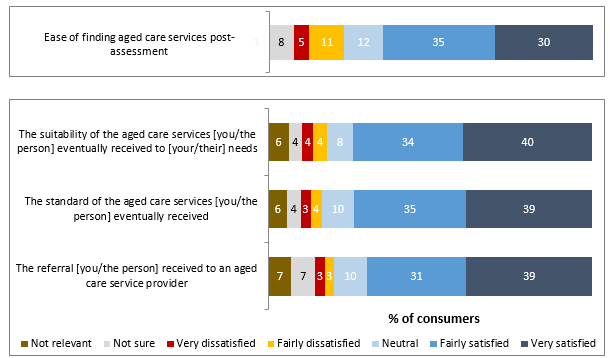 Ease of finding aged care services post-
assessment
1 8 5 11 12 35 30
The suitability of the aged care services [you/the
person] eventually received to [your/their] needs
6 4 4 4 8 34 40
The standard of the aged care services [you/the
person] eventually received
6 4 3 4 10 35 39
The referral [you/the person] received to an aged
care service provider
7 7 3 3 10 31 39
% of consumers
Not relevant Not sure Very dissatisfied Fairly dissatisfied Neutral Fairly satisfied Very satisfied